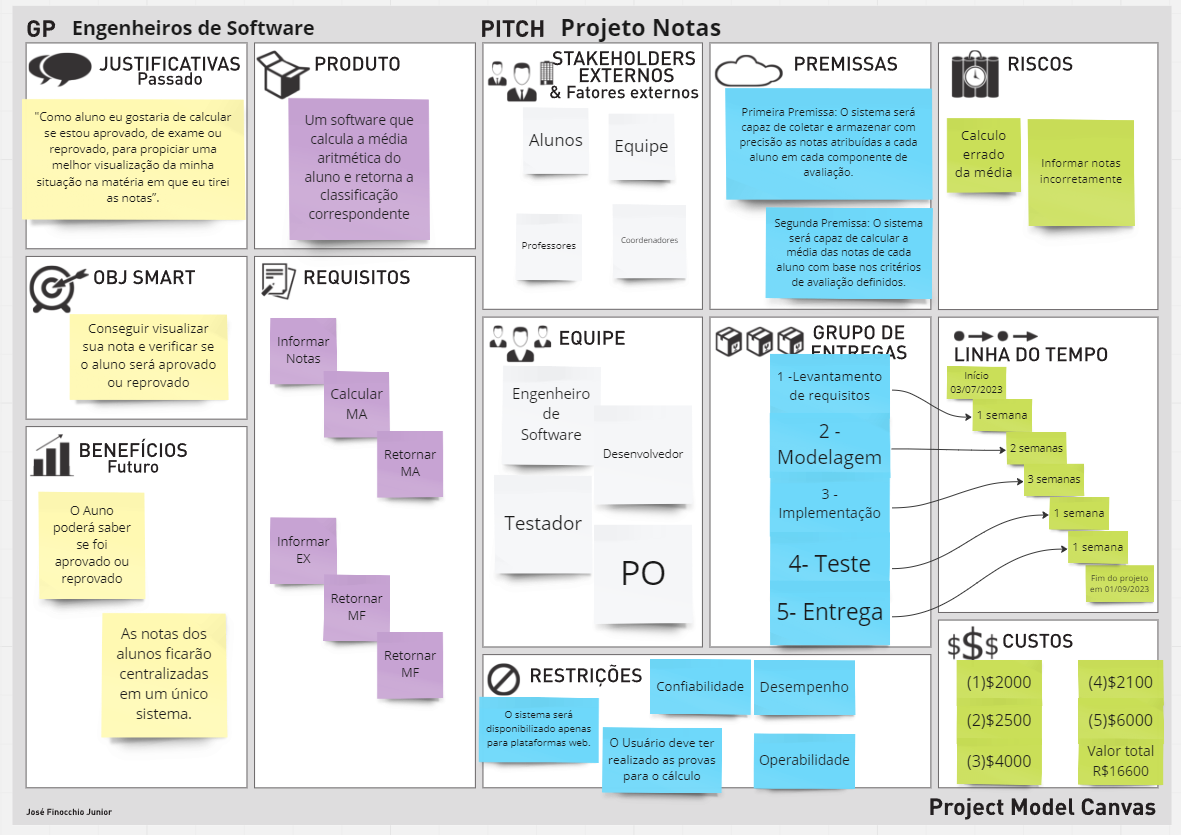 GP Engenheiros de Software
PITCH Projeto Notas
JUSTIFICATIVAS
Passado
"Como aluno eu gostaria de calcular
se estou aprovado, de exame ou
reprovado, para propiciar uma
melhor visualização da minha
situação na matéria em que eu tirei
as notas”.
OBJ SMART
Conseguir visualizar
sua nota e verificar se
o aluno será aprovado
ou reprovado
BENEFÍCIOS
Futuro
O Auno
poderá saber
se foi
aprovado ou
reprovado
As notas dos
alunos ficarão
centralizadas
em um único
sistema.
PRODUTO
Um software que
calcula a média
aritmética do
aluno e retorna a
classificação
correspondente
REQUISITOS
Informar
Notas
Calcular
MA
Retornar
MA
Informar
EX
Retornar
MF
Retornar
MF
STAKEHOLDERS
EXTERNOS
& Fatores externos
Alunos
Equipe
Professores
Coordenadores
EQUIPE
Engenheiro
de
Software
Desenvolvedor
Testador
PO
PREMISSAS
Primeira Premissa: O sistema será
capaz de coletar e armazenar com
precisão as notas atribuídas a cada
aluno em cada componente de
avaliação.
Segunda Premissa: O sistema
será capaz de calcular a
média das notas de cada
aluno com base nos critérios
de avaliação definidos.
GRUPO DE
ENTREGAS
1 -Levantamento
de requisitos
2 -
Modelagem
3 -
Implementação
4- Teste
5- Entrega
RESTRIÇÕES
Confiabilidade
Desempenho
O sistema será
disponibilizado apenas
para plataformas web.
O Usuário deve ter
realizado as provas
para o cálculo
Operabilidade
RISCOS
Calculo
errado
da média
Informar notas
incorretamente
LINHA DO TEMPO
Início
03/07/2023
1 semana
2 semanas
3 semanas
1 semana
1 semana
Fim do projeto
em 01/09/2023
$$$ CUSTOS
(1)$2000
(2)$2500
(3)$4000
(4)$2100
(5)$6000
Valor total
R$16600
José Finocchio Junior
Project Model Canvas